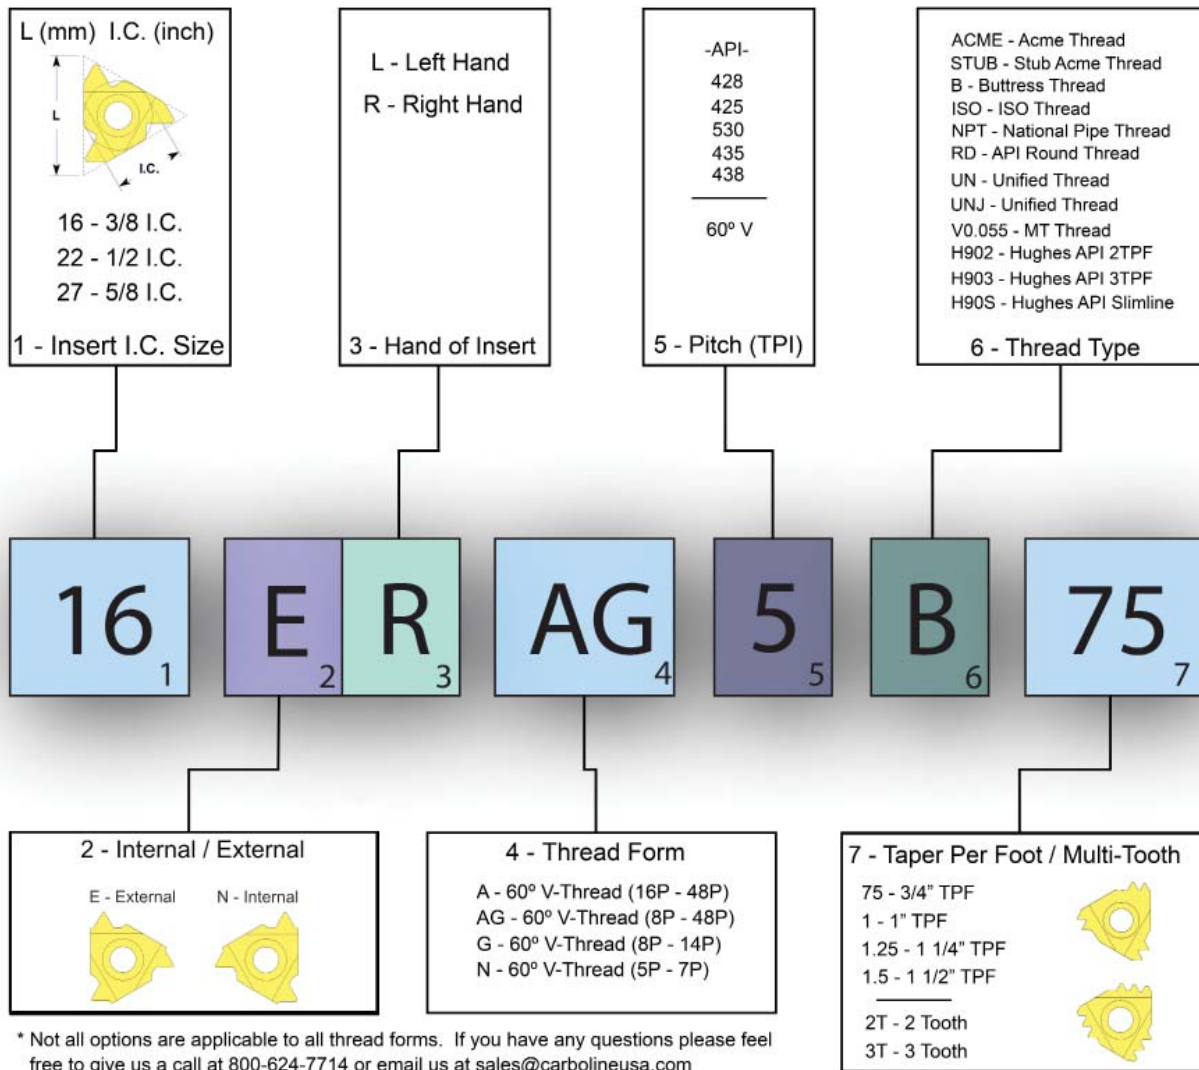 L (mm) I.C. (inch)
L
I.C.
16 - 3/8 I.C.
22 - 1/2 I.C.
27 - 5/8 I.C.
1 - Insert I.C. Size
L - Left Hand
R - Right Hand
3 - Hand of Insert
-API-
428
425
530
435
438
60º V
5 - Pitch (TPI)
ACME - Acme Thread
STUB - Stub Acme Thread
B - Buttress Thread
ISO - ISO Thread
NPT - National Pipe Thread
RD - API Round Thread
UN - Unified Thread
UNJ - Unified Thread
V0.055 - MT Thread
H902 - Hughes API 2TPF
H903 - Hughes API 3TPF
H90S - Hughes API Slimline
6 - Thread Type
16 1
E 2
R 3
AG 4
5 5
B 6
75 7
2 - Internal / External
E - External N - Internal
4 - Thread Form
A - 60º V-Thread (16P - 48P)
AG - 60º V-Thread (8P - 48P)
G - 60º V-Thread (8P - 14P)
N - 60º V-Thread (5P - 7P)
7 - Taper Per Foot / Multi-Tooth
75 - 3/4” TPF
1 - 1” TPF
1.25 - 1 1/4” TPF
1.5 - 1 1/2” TPF
2T - 2 Tooth
3T - 3 Tooth
* Not all options are applicable to all thread forms. If you have any questions please feel
free to give us a call at 800-624-7714 or email us at sales@carbolineusa.com